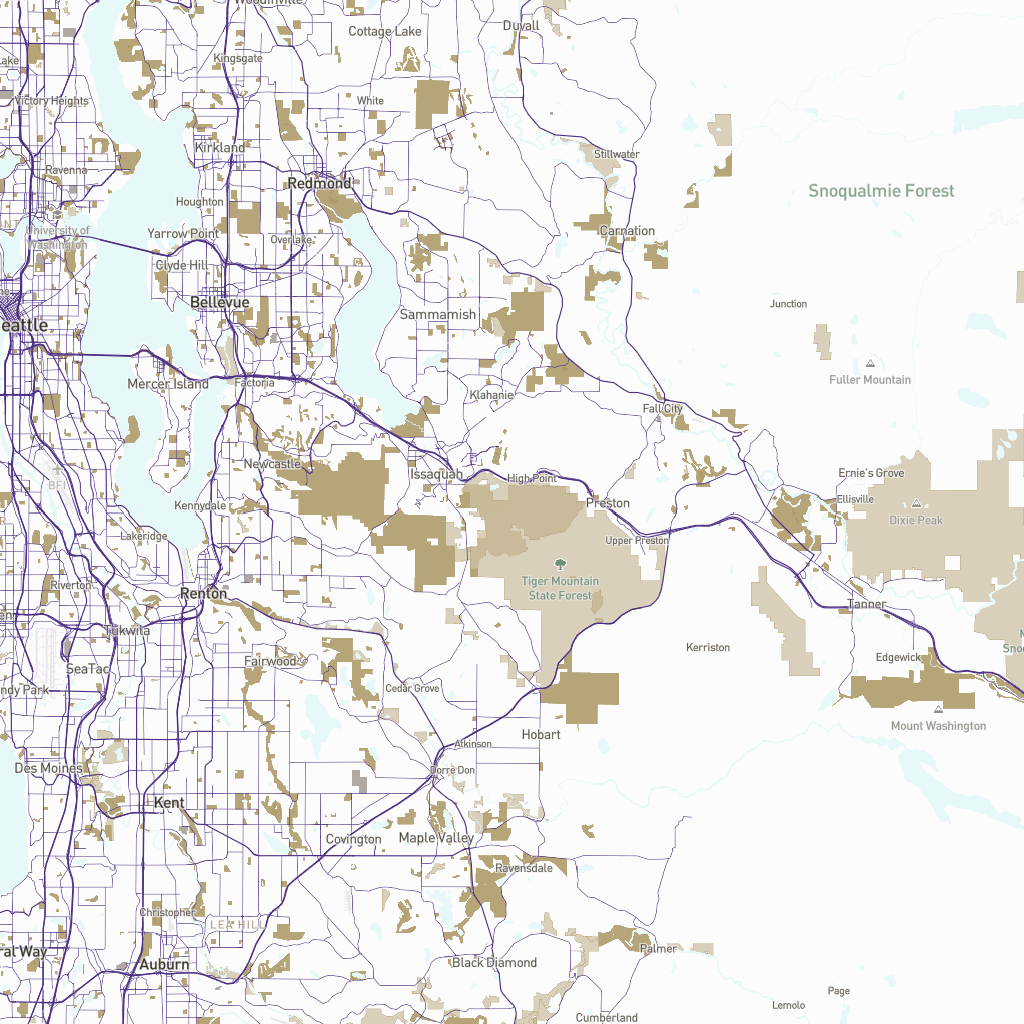 Woodinville
Duvall
Cottage Lake
Kingsgate
Lake
White
Victory Heights
Kirkland
Stillwater
Ravenna
Redmond
Snoqualmie Forest
Houghton
University of
Washington
Yarrow Point
Overlake
Carnation
Clyde Hill
Bellevue
Junction
Sammamish
Seattle
Fuller Mountain
Mercer Island
Factoria
Klahanie
Fall City
Newcastle
Issaquah
High Point
Ernie's Grove
BFI
Ellisville
Kennydale
Preston
Dixie Peak
Lakeridge
Upper Preston
Tiger Mountain
State Forest
Riverton
Renton
Tanner
Tukwila
Kerriston
Edgewick
Fairwood
SeaTac
Cedar Grove
Mount Washington
Hobart
Atkinson
Des Moines
Dorre Don
Kent
Covington
Maple Valley
Ravensdale
Christopher
LEA HILL
Palmer
Auburn
Black Diamond
Page
Lemolo
Cumberland